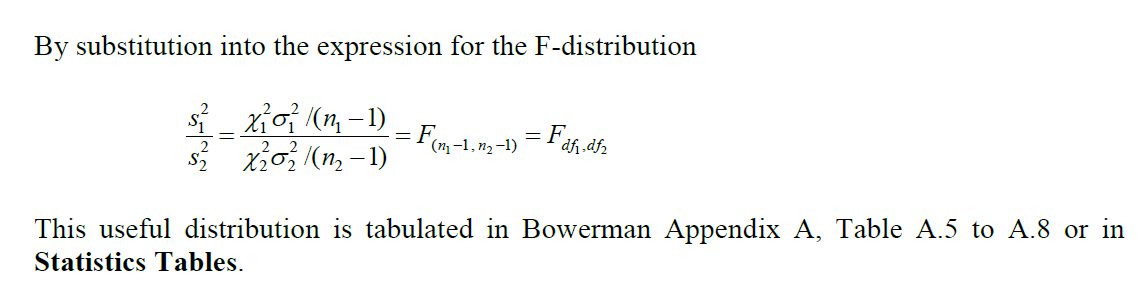 By substitution into the expression for the F-distribution
s₁²/s₂² = χ₁²σ₁²/(n₁ − 1) / χ₂²σ₂²/(n₂ − 1) = F₍ₙ₁₋₁, ₙ₂₋₁₎ = F_df₁,df₂
This useful distribution is tabulated in Bowerman Appendix A, Table A.5 to A.8 or in
Statistics Tables.